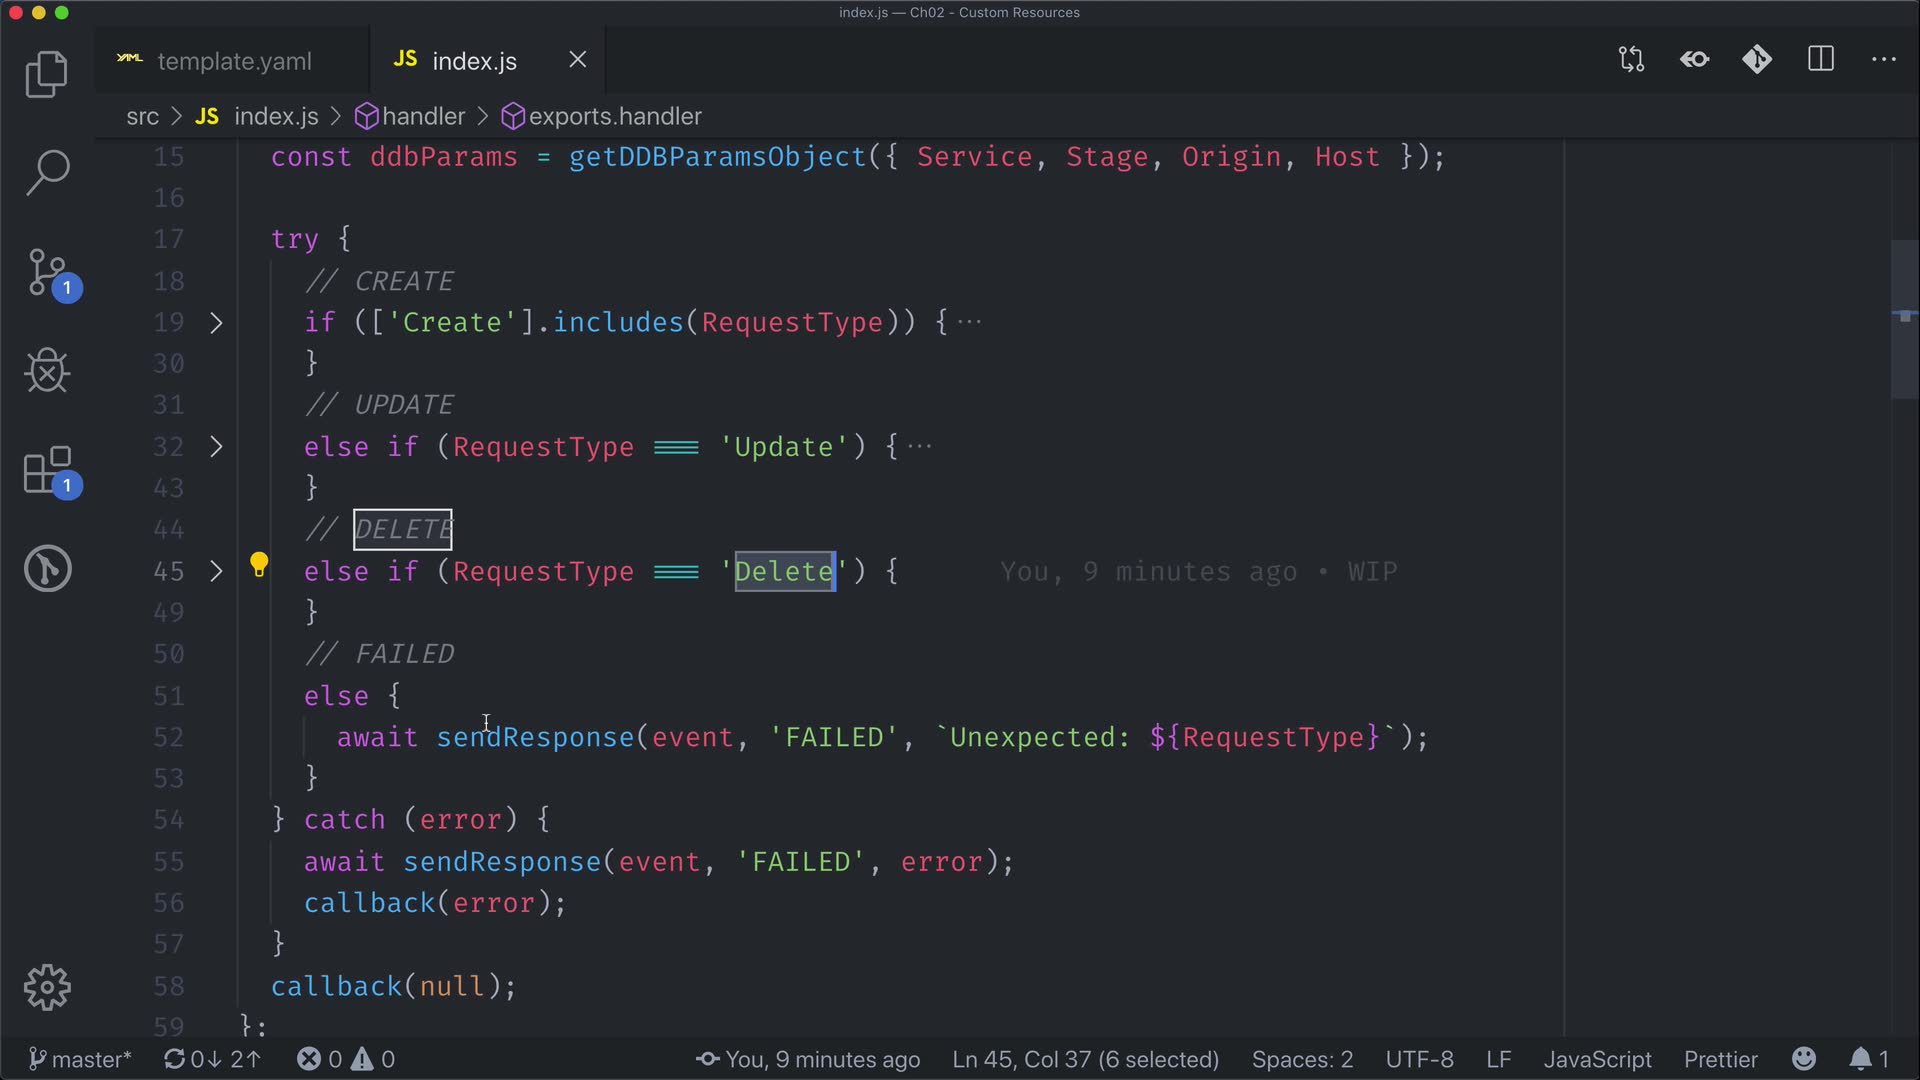 index.js — Ch02 - Custom Resources
YAML template.yaml
JS index.js
src > JS index.js > handler > exports.handler
15 const ddbParams = getDDBParamsObject({ Service, Stage, Origin, Host });
16
17 try {
18 // CREATE
19 if (['Create'].includes(RequestType)) {···
30 }
31 // UPDATE
32 else if (RequestType === 'Update') {···
43 }
44 // DELETE
45 else if (RequestType === 'Delete') { You, 9 minutes ago • WIP
49 }
50 // FAILED
51 else {
52 await sendResponse(event, 'FAILED', `Unexpected: ${RequestType}`);
53 }
54 } catch (error) {
55 await sendResponse(event, 'FAILED', error);
56 callback(error);
57 }
58 callback(null);
59 };
1
1
master* 0↓ 2↑ 0 0 You, 9 minutes ago Ln 45, Col 37 (6 selected) Spaces: 2 UTF-8 LF JavaScript Prettier 1